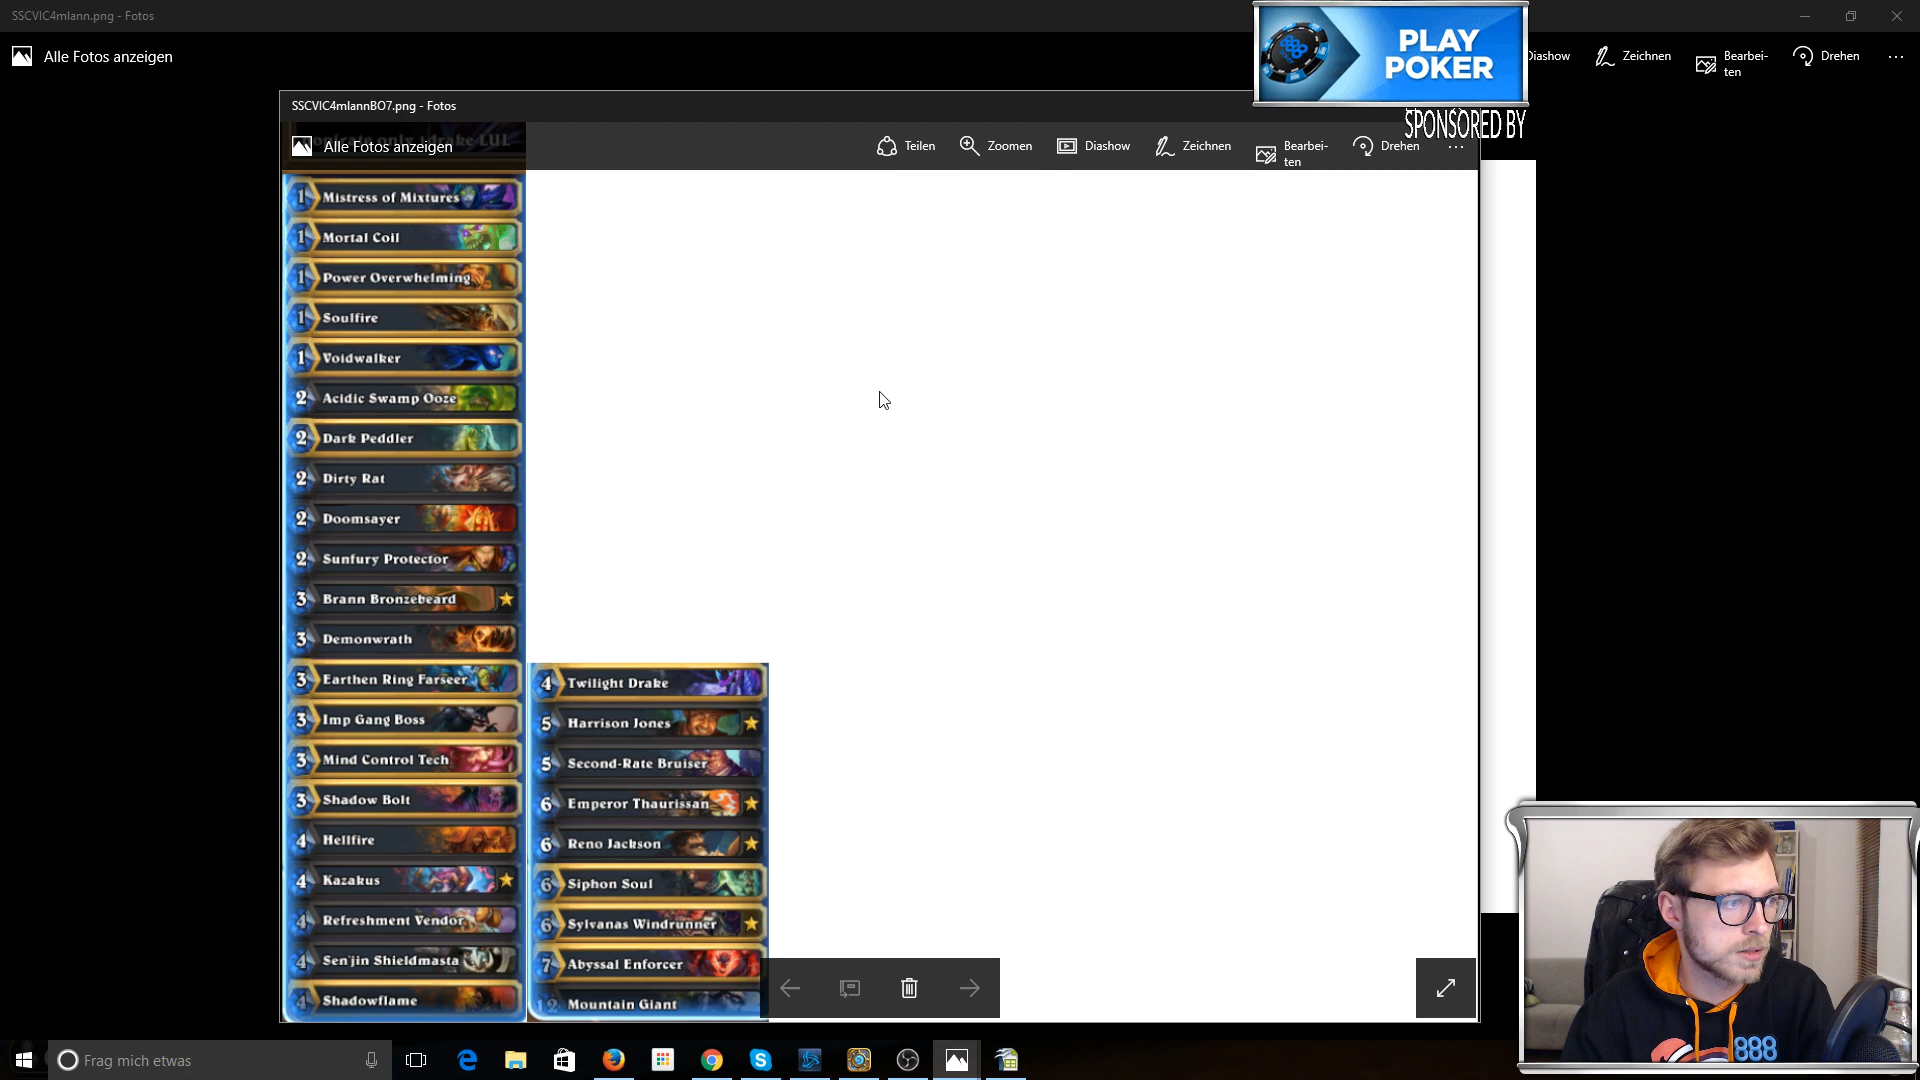 SSCVIC4mlann.png - Fotos
Alle Fotos anzeigen
PLAY
POKER
888
Diashow
Zeichnen
Bearbei-
ten
Drehen
SPONSORED BY
SSCVIC4mlannBO7.png - Fotos
Alle Fotos anzeigen
Teilen
Zoomen
Diashow
Zeichnen
Bearbei-
ten
Drehen
1 Mistress of Mixtures
1 Mortal Coil
1 Power Overwhelming
1 Soulfire
1 Voidwalker
2 Acidic Swamp Ooze
2 Dark Peddler
2 Dirty Rat
2 Doomsayer
2 Sunfury Protector
3 Brann Bronzebeard
3 Demonwrath
3 Earthen Ring Farseer
3 Imp Gang Boss
3 Mind Control Tech
3 Shadow Bolt
4 Hellfire
4 Kazakus
4 Refreshment Vendor
4 Sen'jin Shieldmasta
4 Shadowflame
4 Twilight Drake
5 Harrison Jones
5 Second-Rate Bruiser
6 Emperor Thaurissan
6 Reno Jackson
6 Siphon Soul
6 Sylvanas Windrunner
7 Abyssal Enforcer
12 Mountain Giant
888
Frag mich etwas